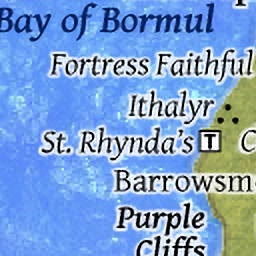 Bay of Bormul
Fortress Faithful
Ithalyr
St. Rhynda's T C
Barrowsm
Purple
Cliffs